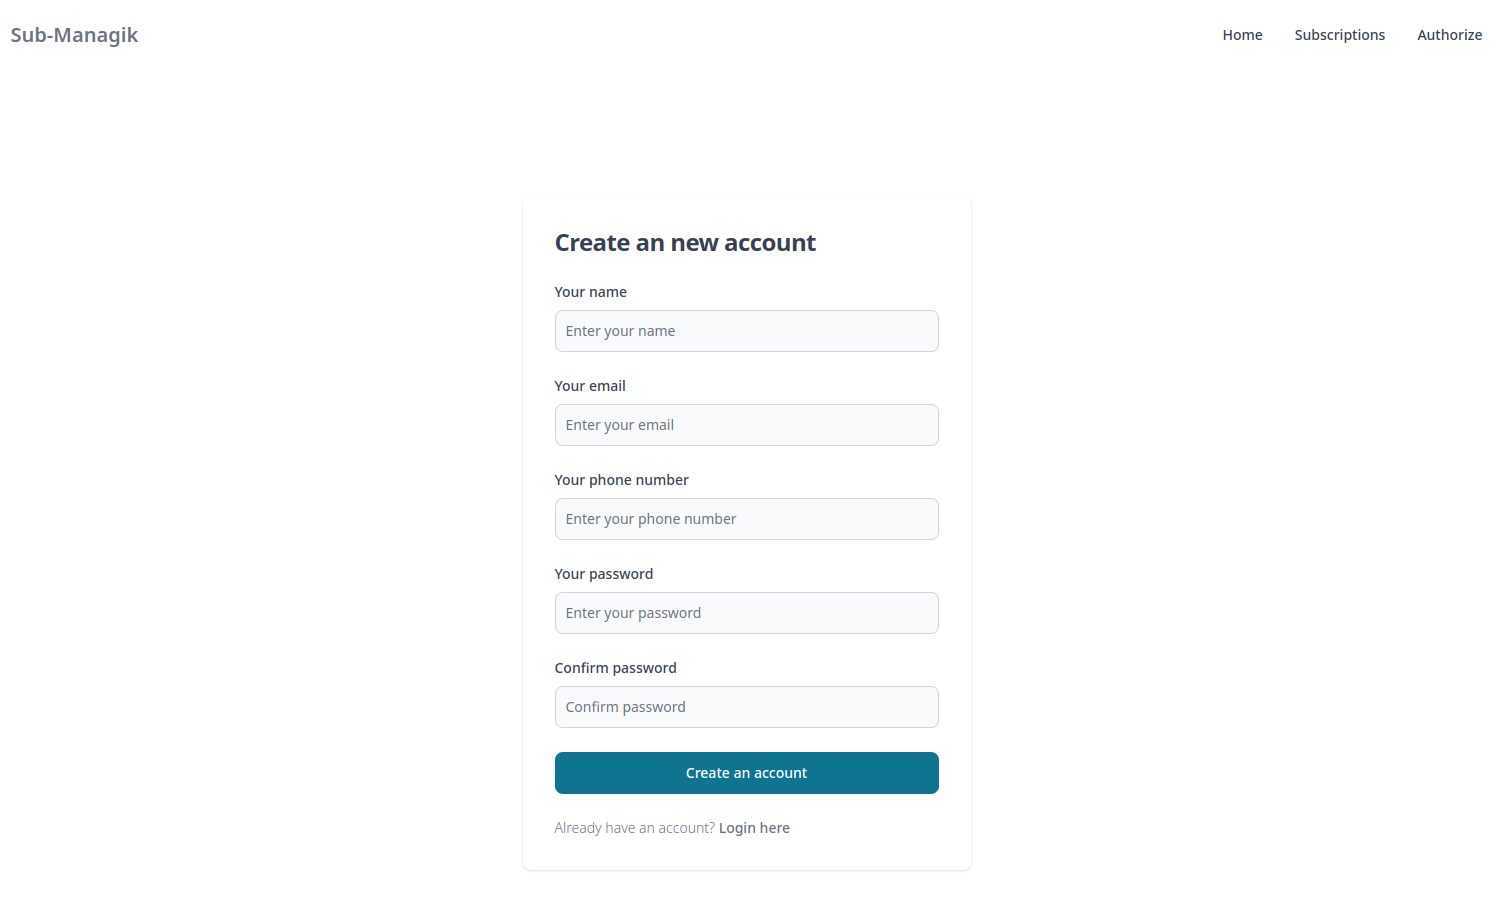 Sub-Managik
Home Subscriptions Authorize
Create an new account
Your name
Enter your name
Your email
Enter your email
Your phone number
Enter your phone number
Your password
Enter your password
Confirm password
Confirm password
Create an account
Already have an account? Login here